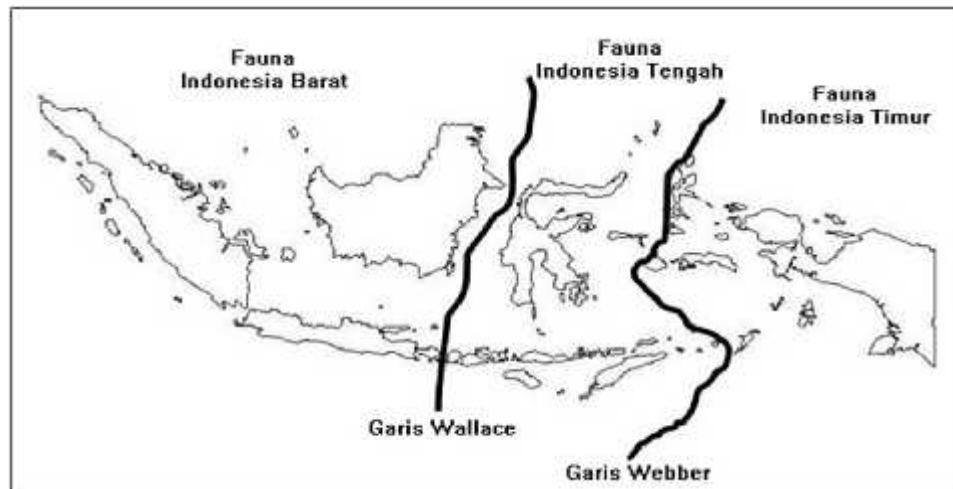 Fauna
Indonesia Barat
Fauna
Indonesia Tengah
Fauna
Indonesia Timur
Garis Wallace
Garis Webber